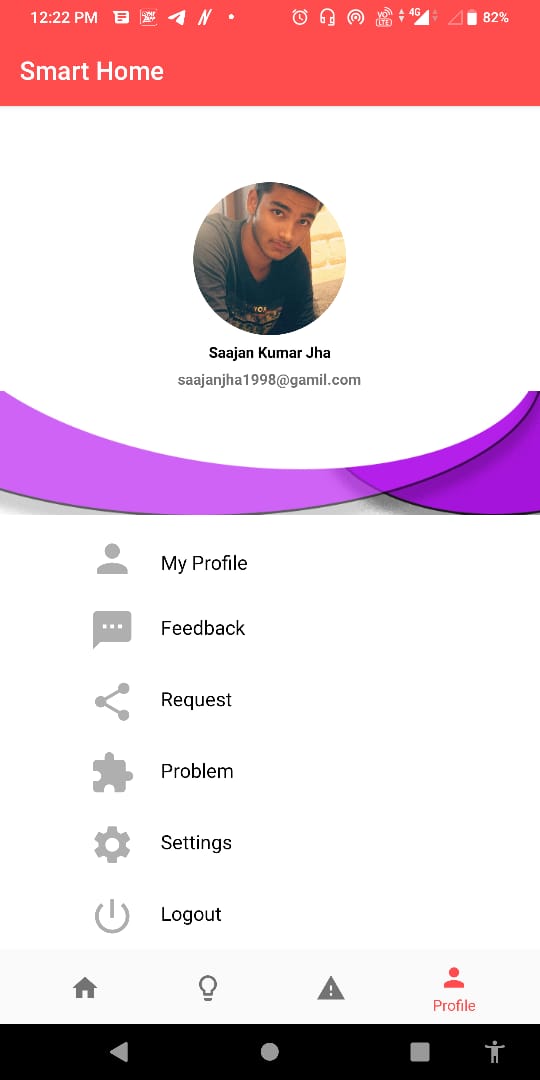 12:22 PM 4G 82%
Smart Home
Saajan Kumar Jha
saajanjha1998@gamil.com
My Profile
Feedback
Request
Problem
Settings
Logout
Profile